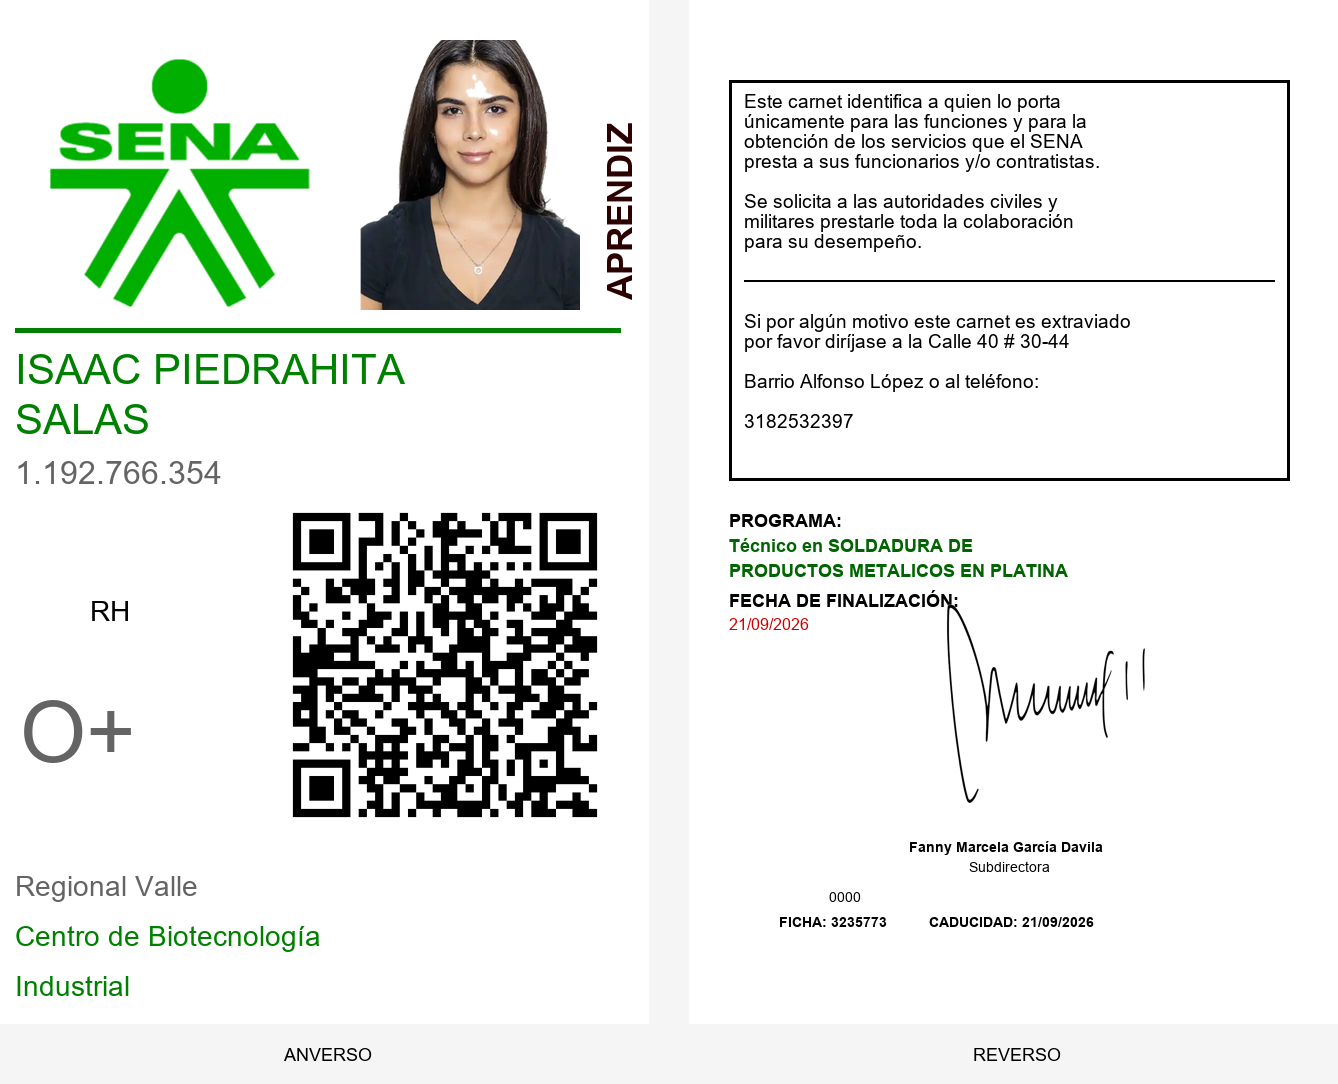 SENA
APRENDIZ
ISAAC PIEDRAHITA
SALAS
1.192.766.354
RH
O+
Regional Valle
Centro de Biotecnología
Industrial
ANVERSO
Este carnet identifica a quien lo porta
únicamente para las funciones y para la
obtención de los servicios que el SENA
presta a sus funcionarios y/o contratistas.
Se solicita a las autoridades civiles y
militares prestarle toda la colaboración
para su desempeño.
Si por algún motivo este carnet es extraviado
por favor diríjase a la Calle 40 # 30-44
Barrio Alfonso López o al teléfono:
3182532397
PROGRAMA:
Técnico en SOLDADURA DE
PRODUCTOS METALICOS EN PLATINA
FECHA DE FINALIZACIÓN:
21/09/2026
Fanny Marcela García Davila
Subdirectora
0000
FICHA: 3235773 CADUCIDAD: 21/09/2026
REVERSO